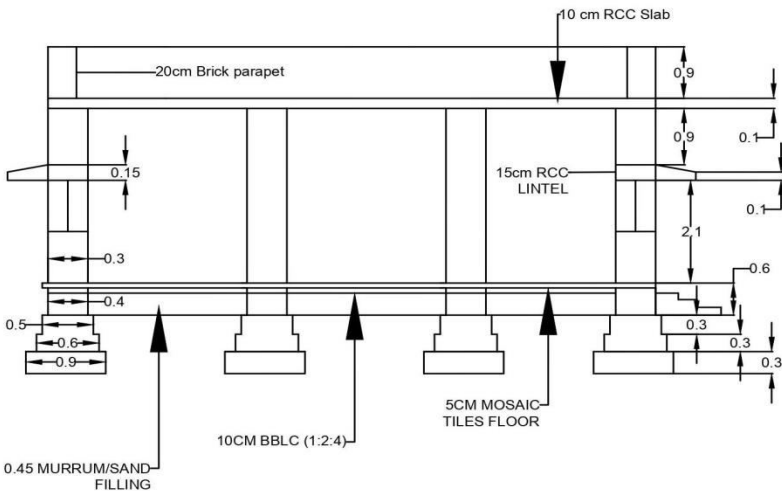 10 cm RCC Slab
20cm Brick parapet
0.9
0.9
0.1
0.15
15cm RCC
LINTEL
0.1
2.1
0.3
0.6
0.4
0.5
0.3
0.6
0.3
0.9
0.3
5CM MOSAIC
TILES FLOOR
10CM BBLC (1:2:4)
0.45 MURRUM/SAND
FILLING